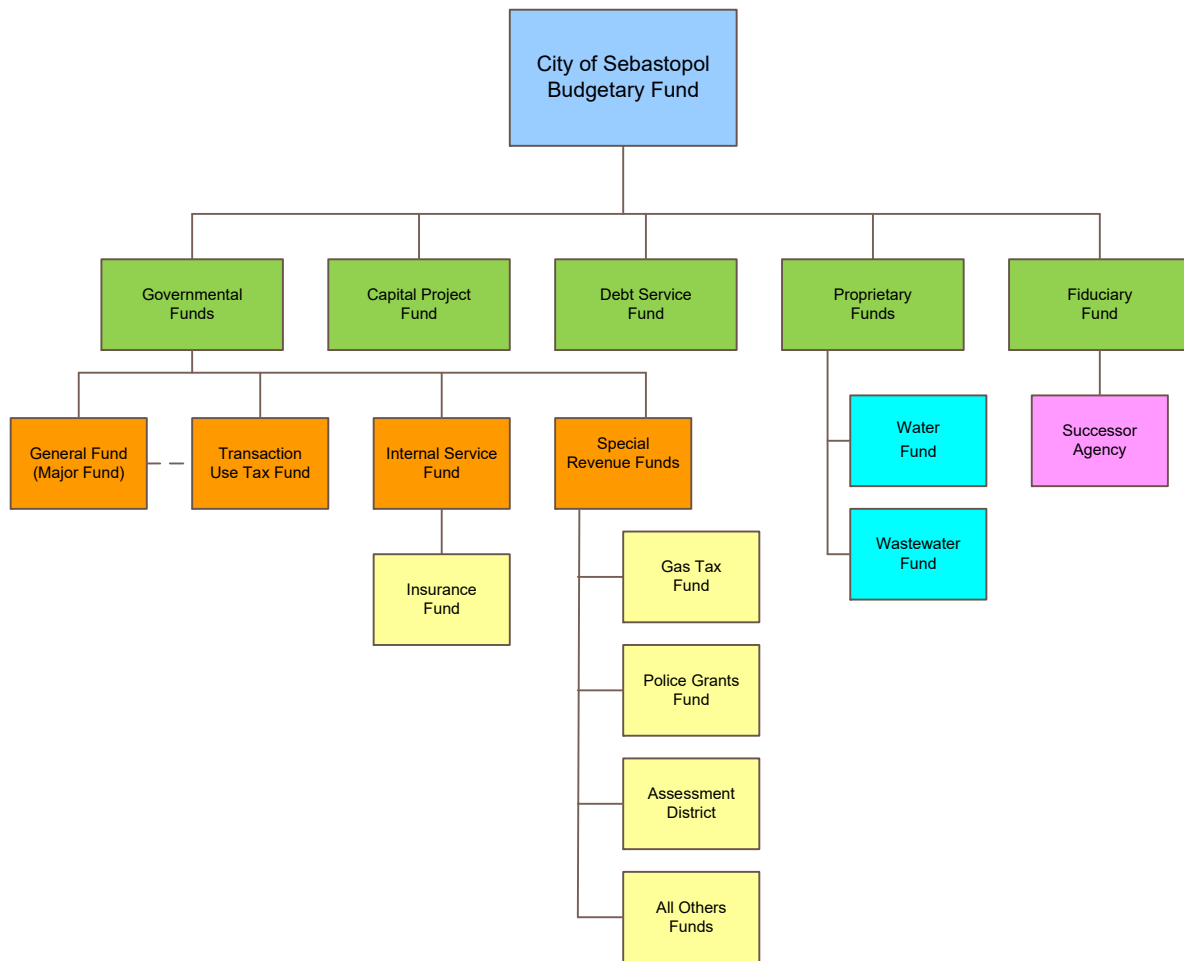 City of Sebastopol
Budgetary Fund
Governmental
Funds
Capital Project
Fund
Debt Service
Fund
Proprietary
Funds
Fiduciary
Fund
General Fund
(Major Fund)
Transaction
Use Tax Fund
Internal Service
Fund
Special
Revenue Funds
Water
Fund
Successor
Agency
Wastewater
Fund
Insurance
Fund
Gas Tax
Fund
Police Grants
Fund
Assessment
District
All Others
Funds